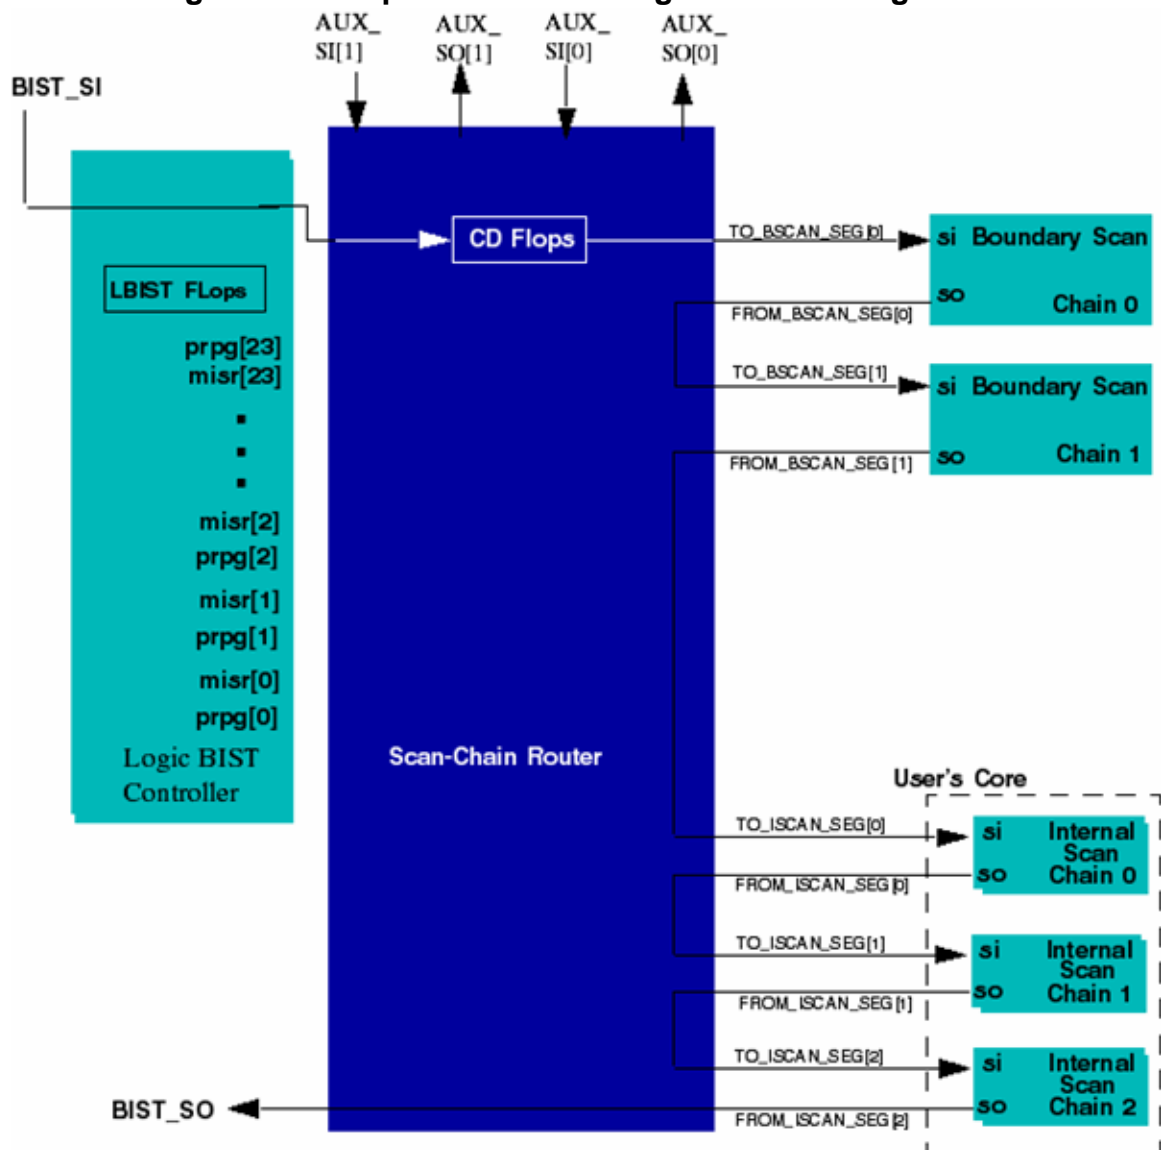 AUX_ AUX_ AUX_ AUX_
SI[1] SO[1] SI[0] SO[0]
BIST_SI
CD Flops
TO_BSCAN_SEG[0]
si Boundary Scan
LBIST FLops
so
Chain 0
FROM_BSCAN_SEG[0]
prpg[23]
misr[23]
TO_BSCAN_SEG[1]
si Boundary Scan
so Chain 1
FROM_BSCAN_SEG[1]
misr[2]
prpg[2]
misr[1]
prpg[1]
misr[0]
prpg[0]
Logic BIST
Controller
Scan-Chain Router
User's Core
TO_ISCAN_SEG[0]
si Internal
Scan
so Chain 0
FROM_ISCAN_SEG[0]
TO_ISCAN_SEG[1]
si Internal
Scan
so Chain 1
FROM_ISCAN_SEG[1]
TO_ISCAN_SEG[2]
si Internal
Scan
so Chain 2
BIST_SO
FROM_ISCAN_SEG[2]